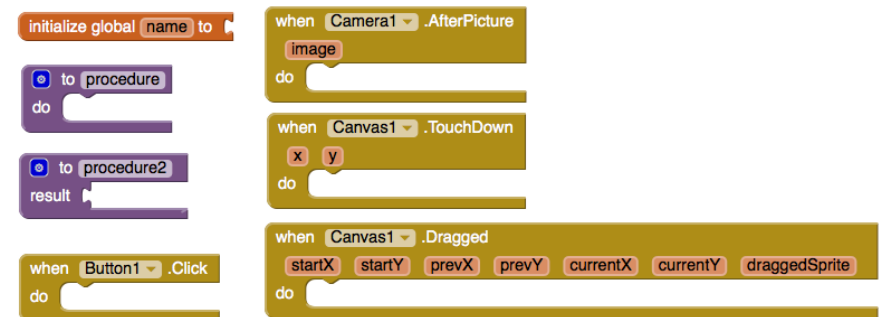 initialize global name to
to procedure
do
to procedure2
result
when Button1 .Click
do
when Camera1 .AfterPicture
image
do
when Canvas1 .TouchDown
x y
do
when Canvas1 .Dragged
startX startY prevX prevY currentX currentY draggedSprite
do